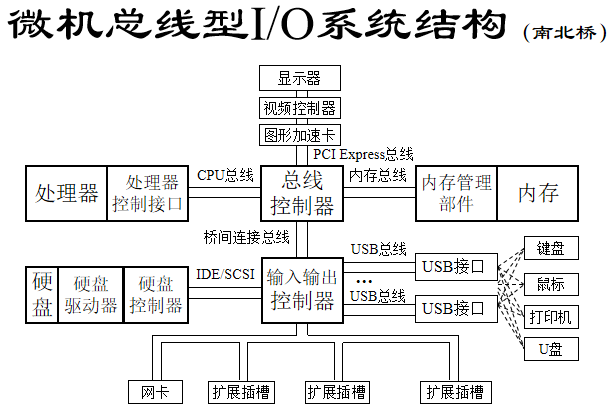 微机总线型I/O系统结构（南北桥）
显示器
视频控制器
图形加速卡
PCI Express总线
处理器
处理器
控制接口
CPU总线
总线
控制器
内存总线
内存管理
部件
内存
桥间连接总线
硬
盘
硬盘
驱动器
硬盘
控制器
IDE/SCSI
输入输出
控制器
USB总线
...
USB总线
USB接口
USB接口
键盘
鼠标
打印机
U盘
网卡
扩展插槽
扩展插槽
扩展插槽